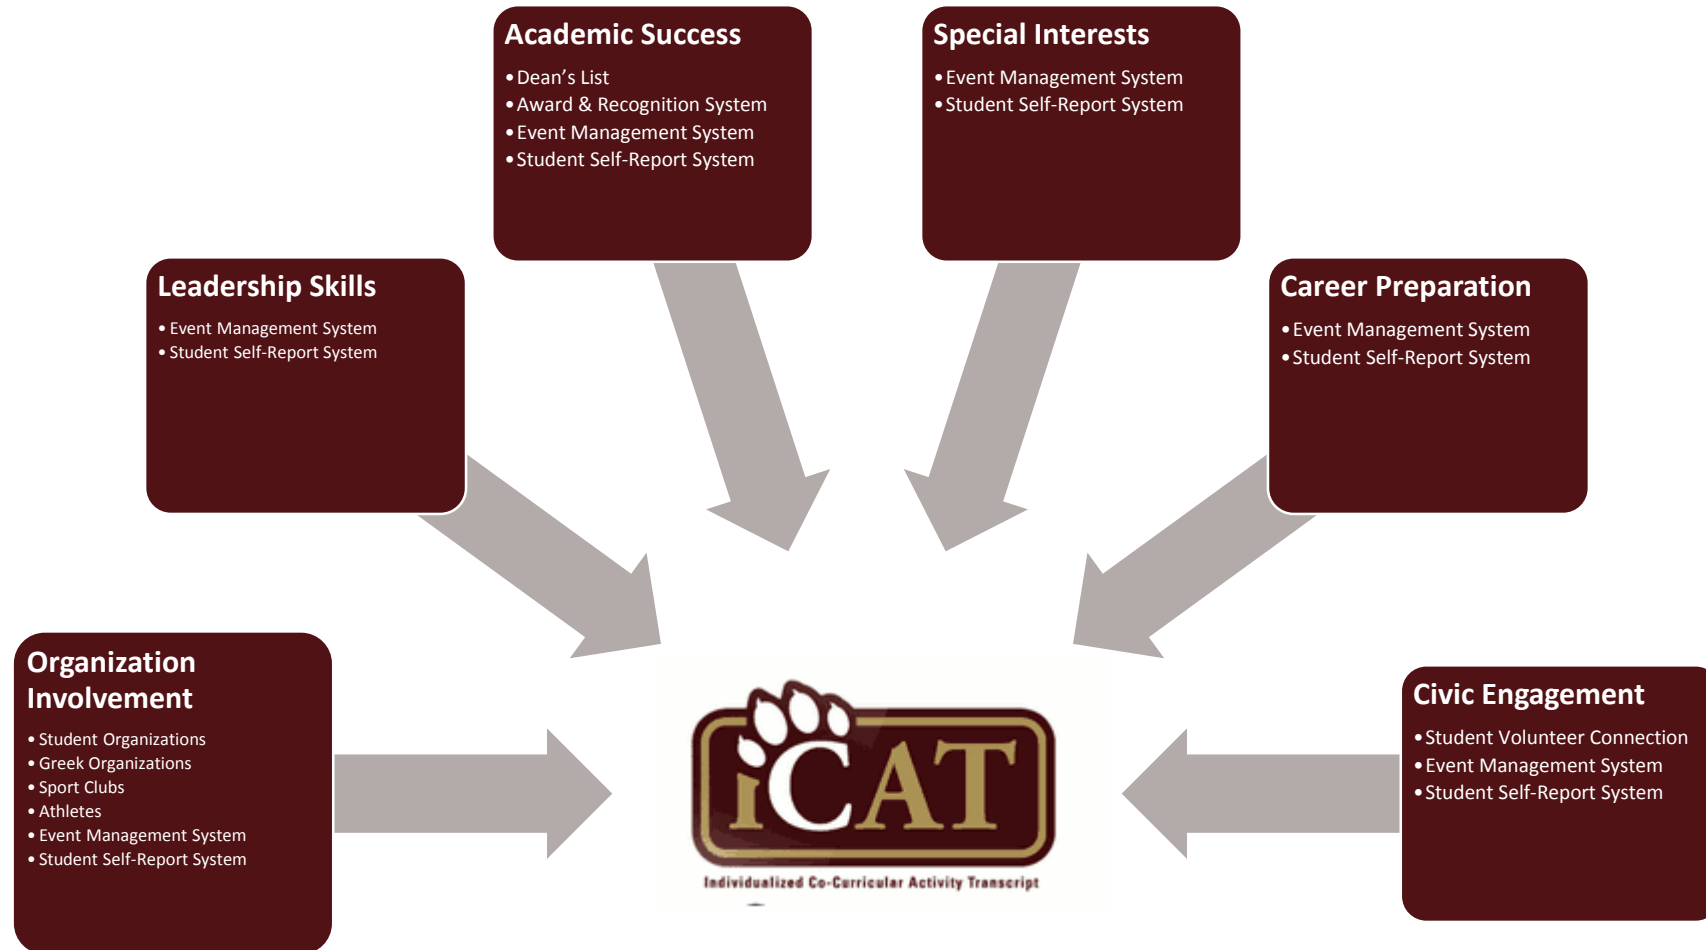 Academic Success
• Dean’s List
• Award & Recognition System
• Event Management System
• Student Self-Report System
Special Interests
• Event Management System
• Student Self-Report System
Leadership Skills
• Event Management System
• Student Self-Report System
Career Preparation
• Event Management System
• Student Self-Report System
Organization
Involvement
• Student Organizations
• Greek Organizations
• Sport Clubs
• Athletes
• Event Management System
• Student Self-Report System
Civic Engagement
• Student Volunteer Connection
• Event Management System
• Student Self-Report System
iCAT
Individualized Co-Curricular Activity Transcript